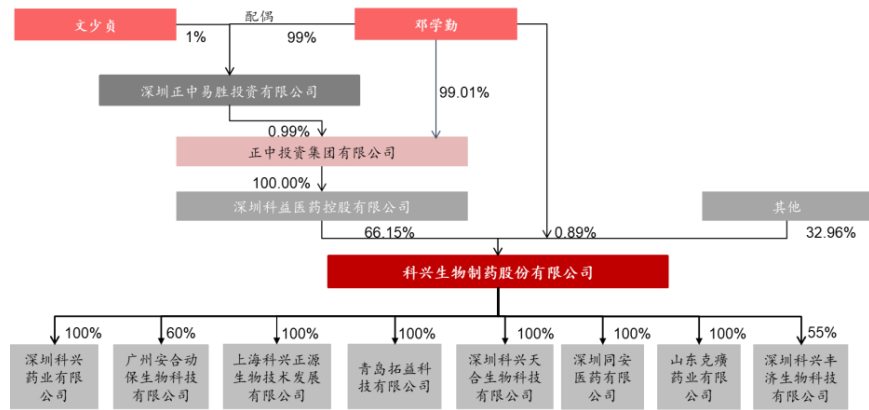 配偶
文少贞
邓学勤
1%
99%
深圳正中易胜投资有限公司
99.01%
0.99%
正中投资集团有限公司
100.00%
深圳科益医药控股有限公司
其他
66.15%
0.89%
32.96%
科兴生物制药股份有限公司
100%
60%
100%
100%
100%
100%
100%
55%
深圳科兴
药业有限
公司
广州安合动
保生物科技
有限公司
上海科兴正源
生物技术发展
有限公司
青岛拓益科
技有限公司
深圳科兴天
合生物科技
有限公司
深圳同安
医药有限
公司
山东克癀
药业有限
公司
深圳科兴丰
济生物科技
有限公司